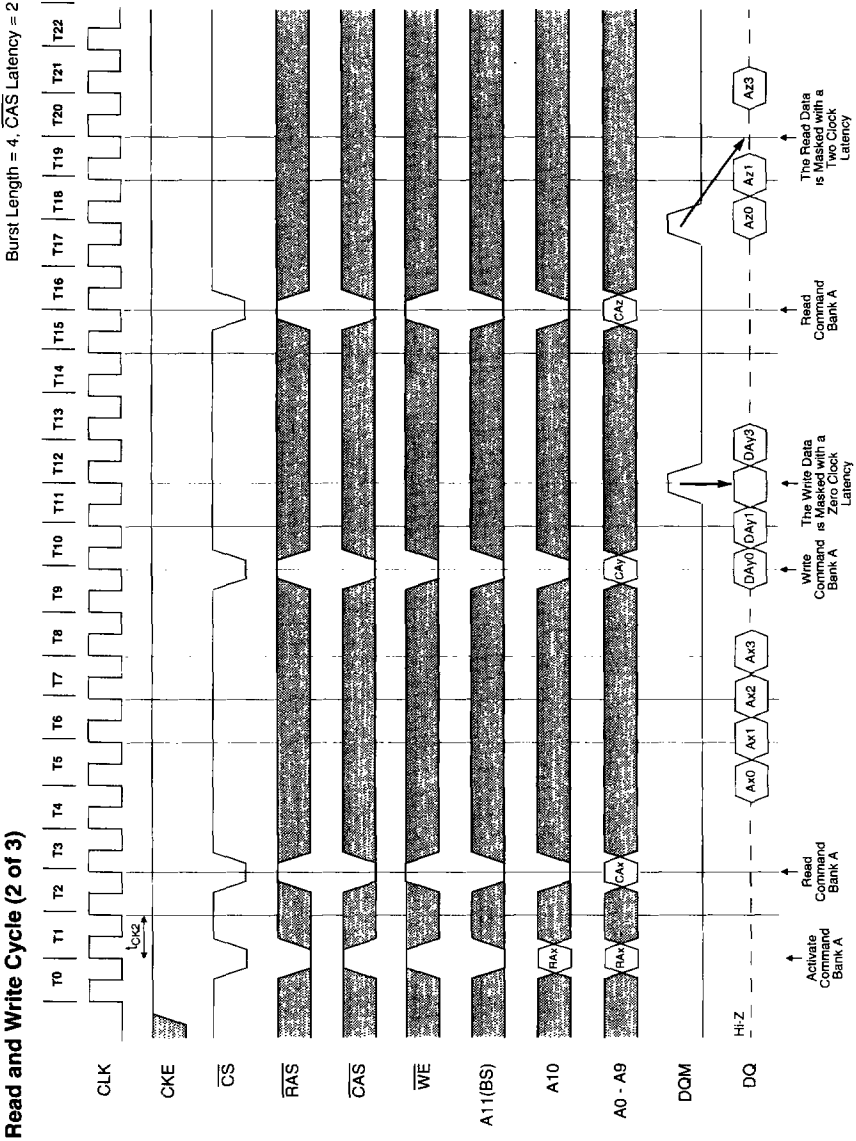 Read and Write Cycle (2 of 3)
Burst Length = 4, CAS Latency = 2
T0 T1 T2 T3 T4 T5 T6 T7 T8 T9 T10 T11 T12 T13 T14 T15 T16 T17 T18 T19 T20 T21 T22
tCK2
CLK
CKE
CS
RAS
CAS
WE
A11(BS)
A10
RAx
A0 - A9
RAx CAx CAy CAz
DQM
DQ
Hi-Z
Ax0 Ax1 Ax2 Ax3 DAy0 DAy1 DAy3 Az0 Az1 Az3
Activate
Command
Bank A
Read
Command
Bank A
Write
Command
Bank A
The Write Data
is Masked with a
Zero Clock
Latency
Read
Command
Bank A
The Read Data
is Masked with a
Two Clock
Latency